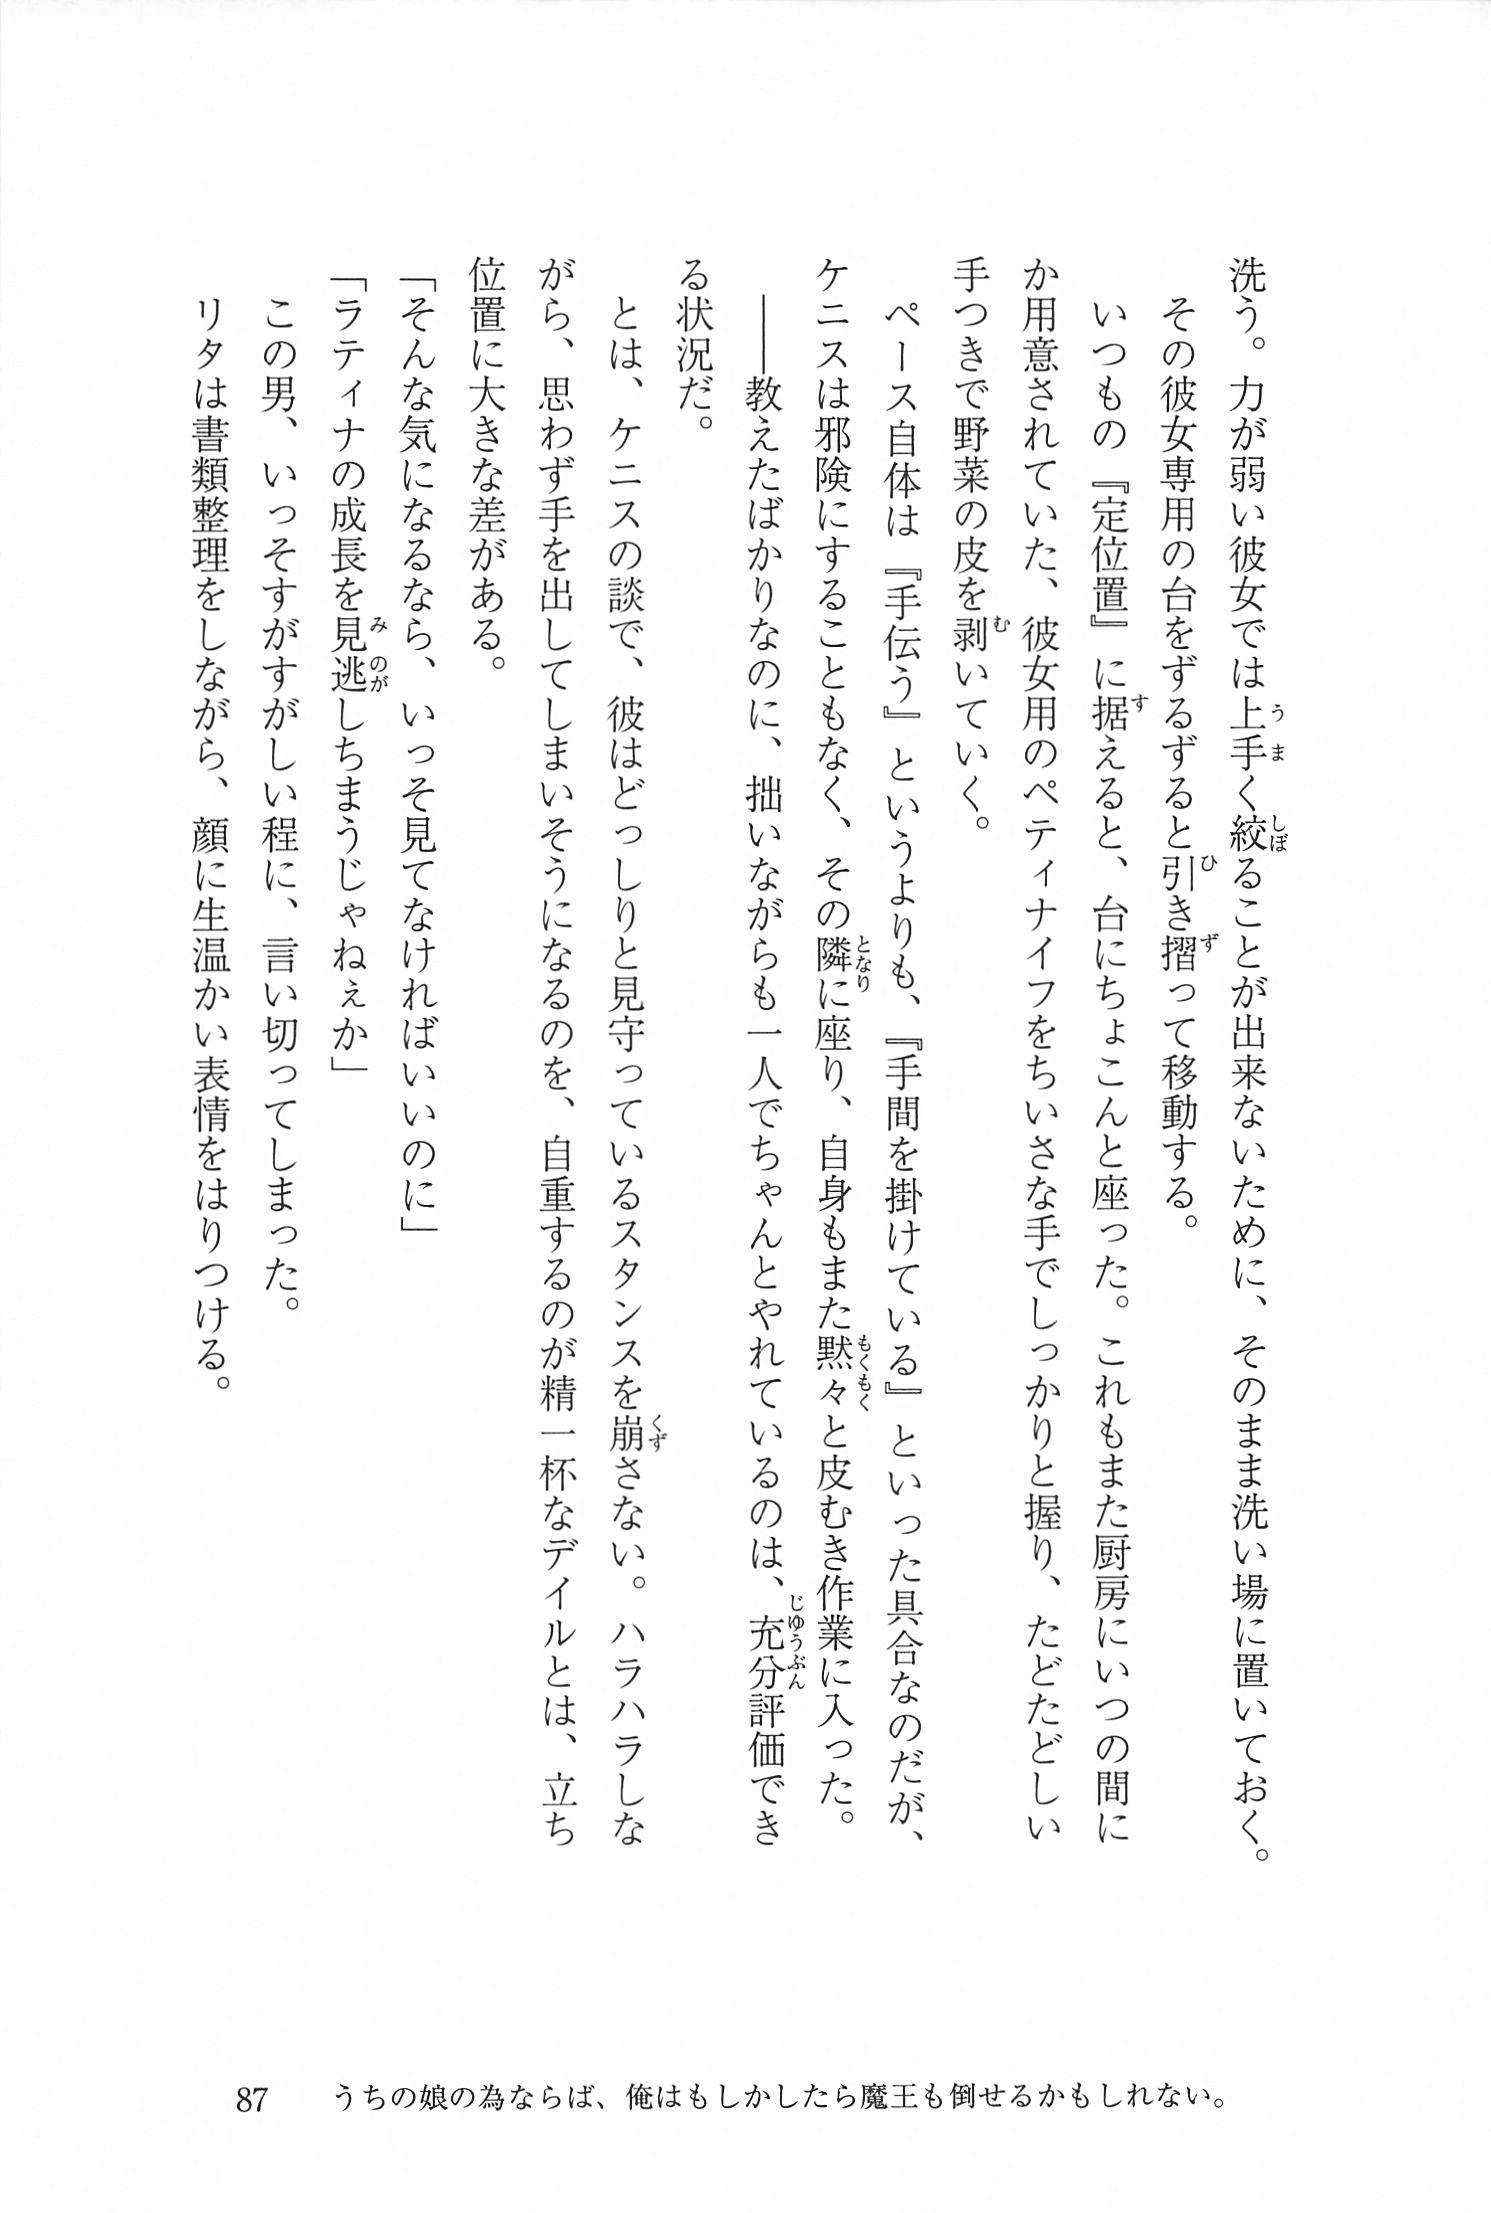 洗う。力が弱い彼女では上手く絞ることが出来ないために、そのまま洗い場に置いておく。
その彼女専用の台をずるずると引き摺って移動する。
いつもの『定位置』に据えると、台にちょこんと座った。これもまた厨房にいつの間に
か用意されていた、彼女用のペティナイフをちいさな手でしっかりと握り、たどたどしい
手つきで野菜の皮を剥いていく。
ペース自体は『手伝う』というよりも、『手間を掛けている』といった具合なのだが、
ケニスは邪険にすることもなく、その隣に座り、自身もまた黙々と皮むき作業に入った。
――教えたばかりなのに、拙いながらも一人でちゃんとやれているのは、充分評価でき
る状況だ。
とは、ケニスの談で、彼はどっしりと見守っているスタンスを崩さない。ハラハラしな
がら、思わず手を出してしまいそうになるのを、自重するのが精一杯なデイルとは、立ち
位置に大きな差がある。
「そんな気になるなら、いっそ見てなければいいのに」
「ラティナの成長を見逃しちまうじゃねぇか」
この男、いっそすがすがしい程に、言い切ってしまった。
リタは書類整理をしながら、顔に生温かい表情をはりつける。
87 うちの娘の為ならば、俺はもしかしたら魔王も倒せるかもしれない。